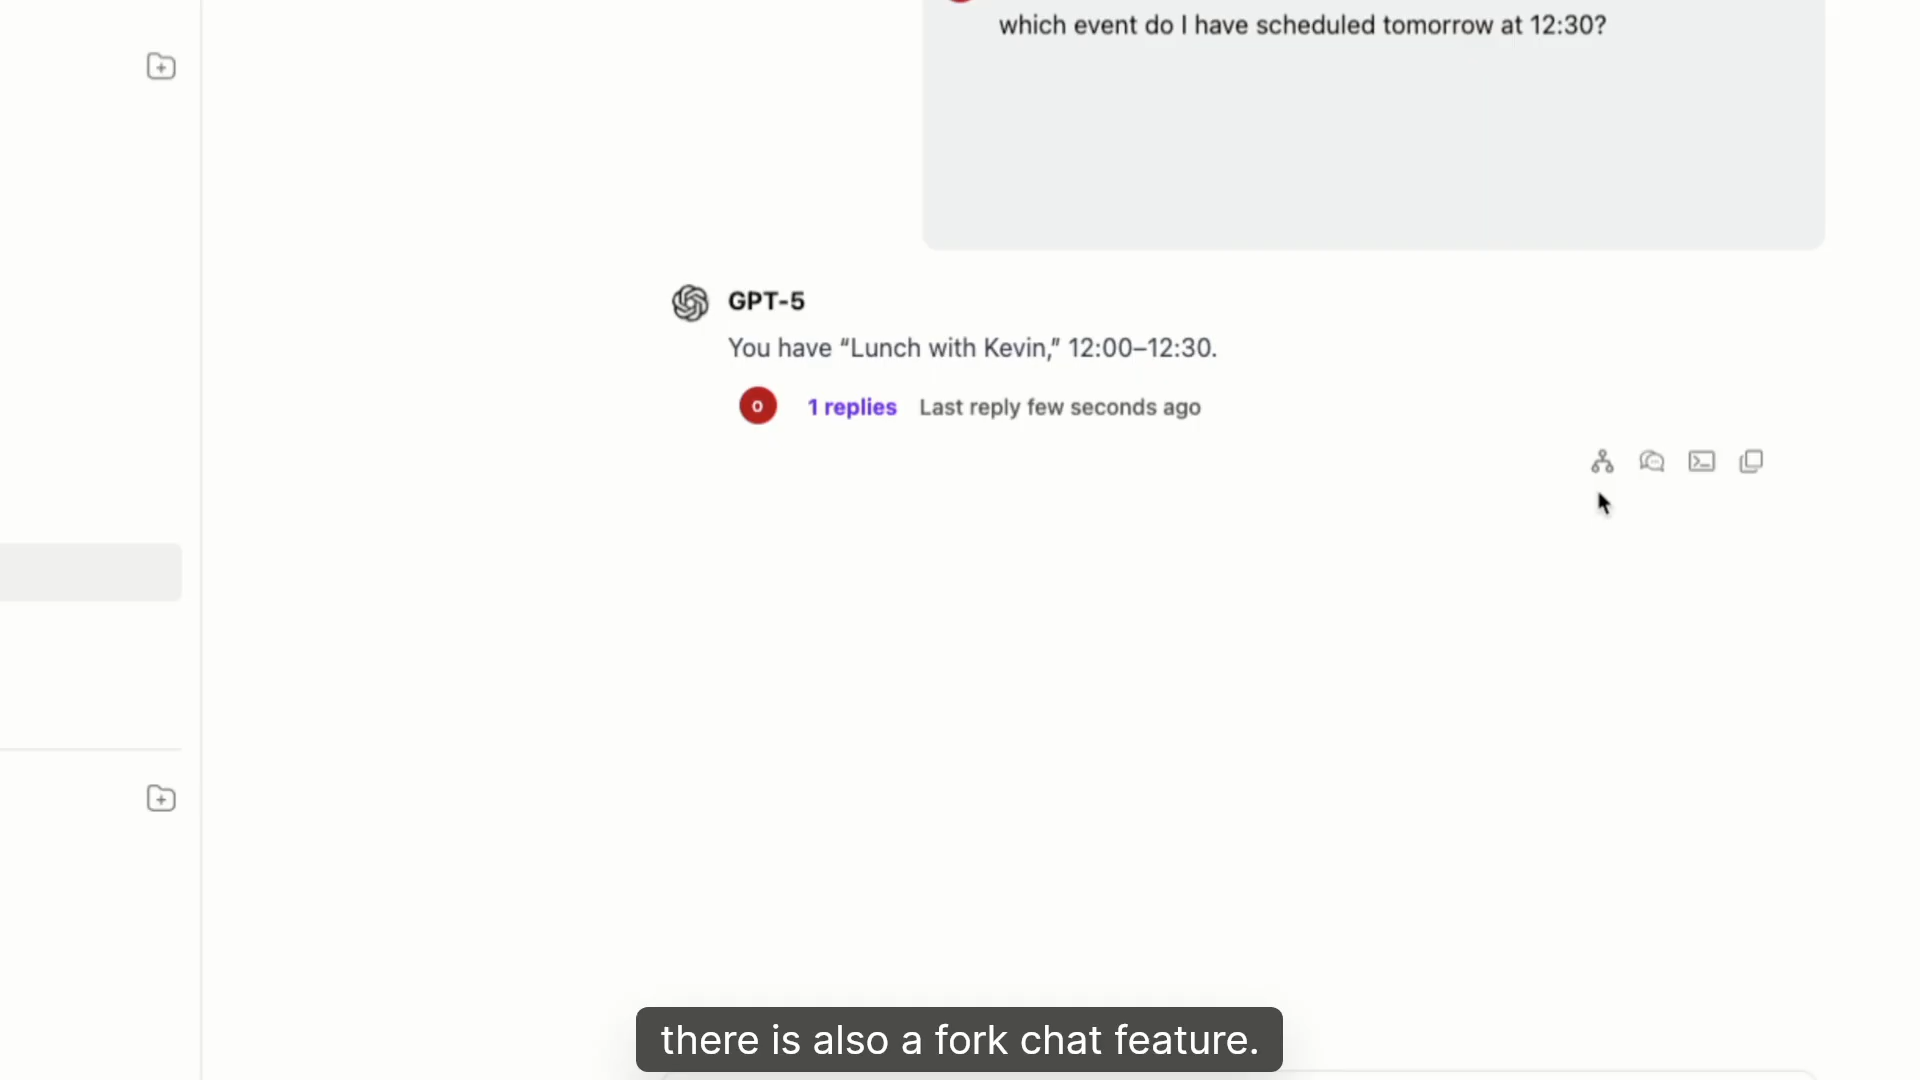 which event do I have scheduled tomorrow at 12:30?
GPT-5
You have “Lunch with Kevin,” 12:00–12:30.
O 1 replies Last reply few seconds ago
there is also a fork chat feature.